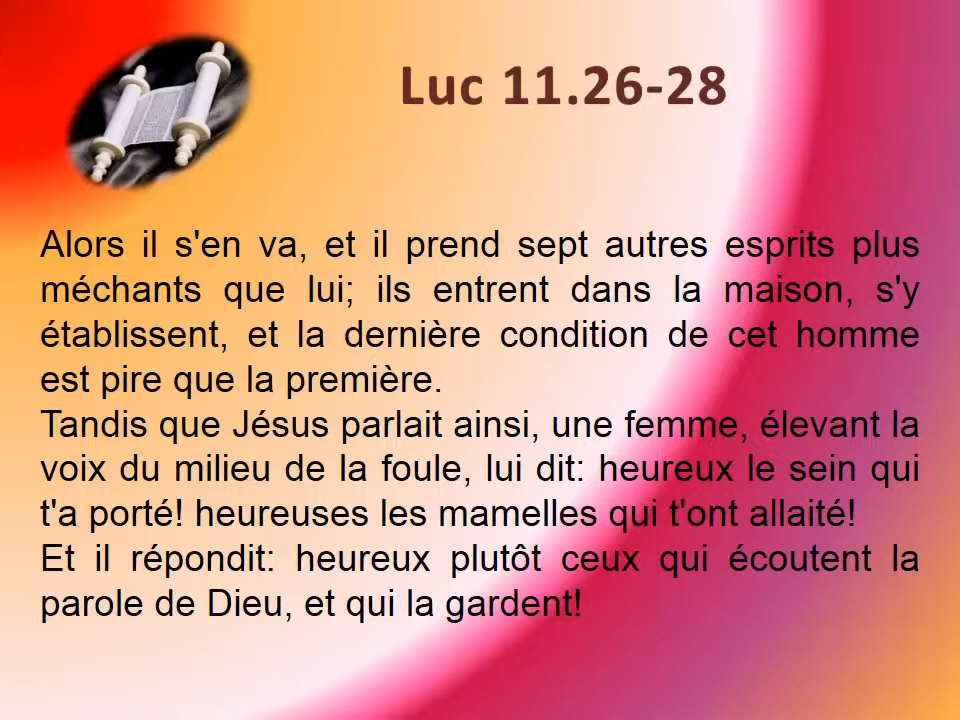 Luc 11.26-28
Alors il s'en va, et il prend sept autres esprits plus
méchants que lui; ils entrent dans la maison, s'y
établissent, et la dernière condition de cet homme
est pire que la première.
Tandis que Jésus parlait ainsi, une femme, élevant la
voix du milieu de la foule, lui dit: heureux le sein qui
t'a porté! heureuses les mamelles qui t'ont allaité!
Et il répondit: heureux plutôt ceux qui écoutent la
parole de Dieu, et qui la gardent!